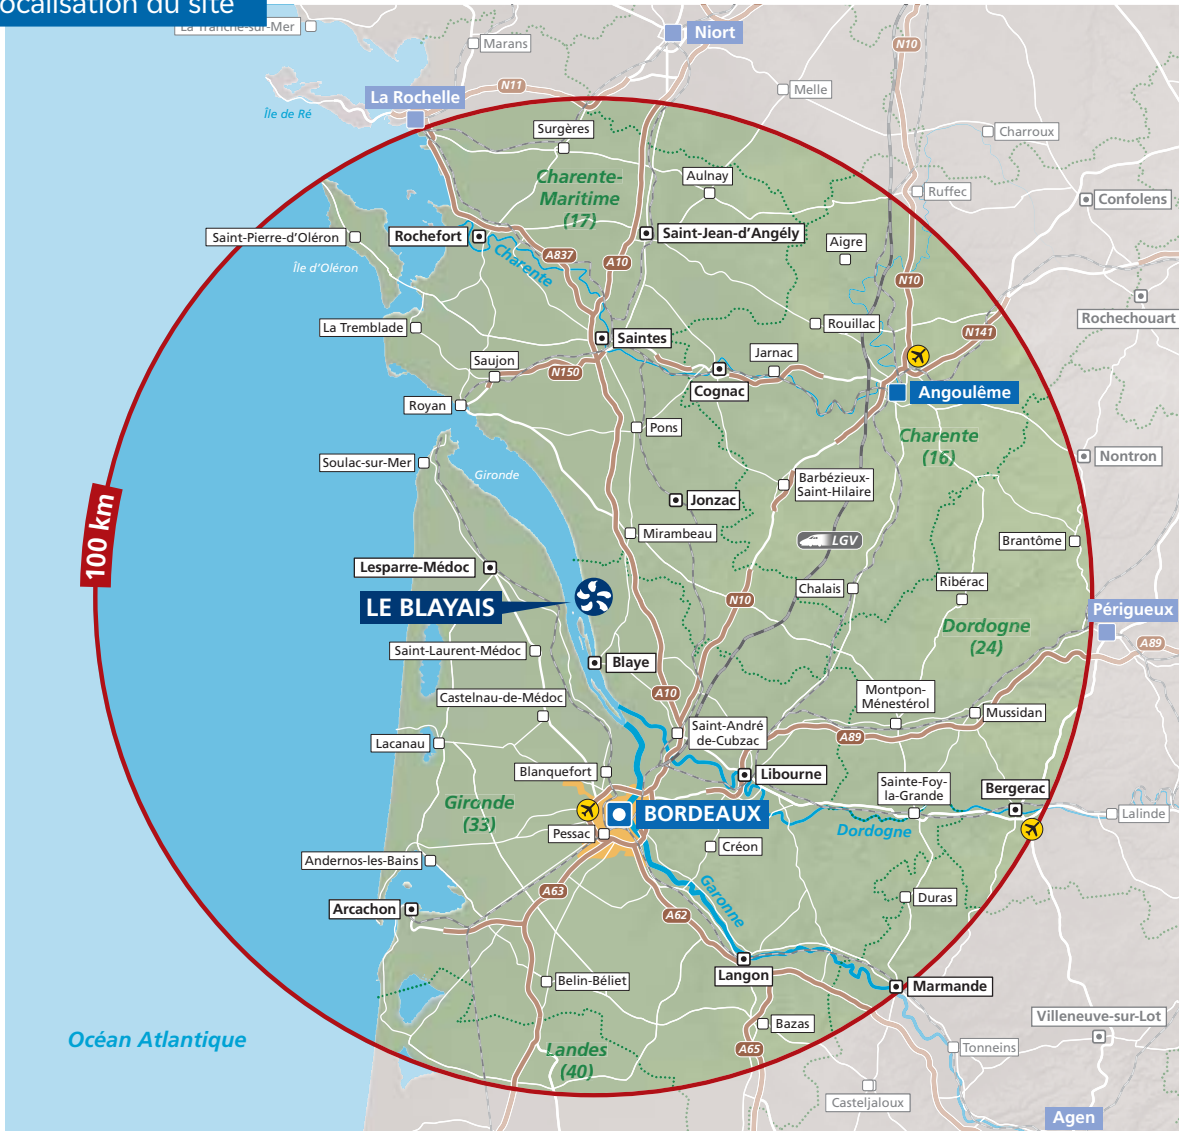 ocalisation du site
La Tranche-sur-Mer
Niort
Marans
N10
N11
Melle
La Rochelle
Île de Ré
Surgères
Charroux
Charente-
Maritime
(17)
Aulnay
Ruffec
Confolens
Saint-Pierre-d'Oléron
Rochefort
Saint-Jean-d'Angély
Aigre
Île d'Oléron
Charente
A837
A10
N10
Rochechouart
La Tremblade
Saintes
Rouillac
N141
Saujon
N150
Jarnac
Cognac
Angoulême
Royan
Pons
Charente
(16)
Nontron
Soulac-sur-Mer
Gironde
Barbézieux-
Saint-Hilaire
Jonzac
100 km
Mirambeau
LGV
Brantôme
Lesparre-Médoc
Chalais
Ribérac
LE BLAYAIS
N10
Périgueux
Dordogne
(24)
A89
Saint-Laurent-Médoc
Blaye
Castelnau-de-Médoc
A10
Montpon-
Ménestérol
Mussidan
Lacanau
Saint-André
de-Cubzac
A89
Blanquefort
Libourne
Sainte-Foy-
la-Grande
Bergerac
Gironde
(33)
BORDEAUX
Lalinde
Pessac
Dordogne
Créon
Andernos-les-Bains
Garonne
A63
Duras
Arcachon
A62
Langon
Belin-Béliet
Marmande
Bazas
Villeneuve-sur-Lot
Océan Atlantique
Landes
(40)
A65
Tonneins
Casteljaloux
Agen